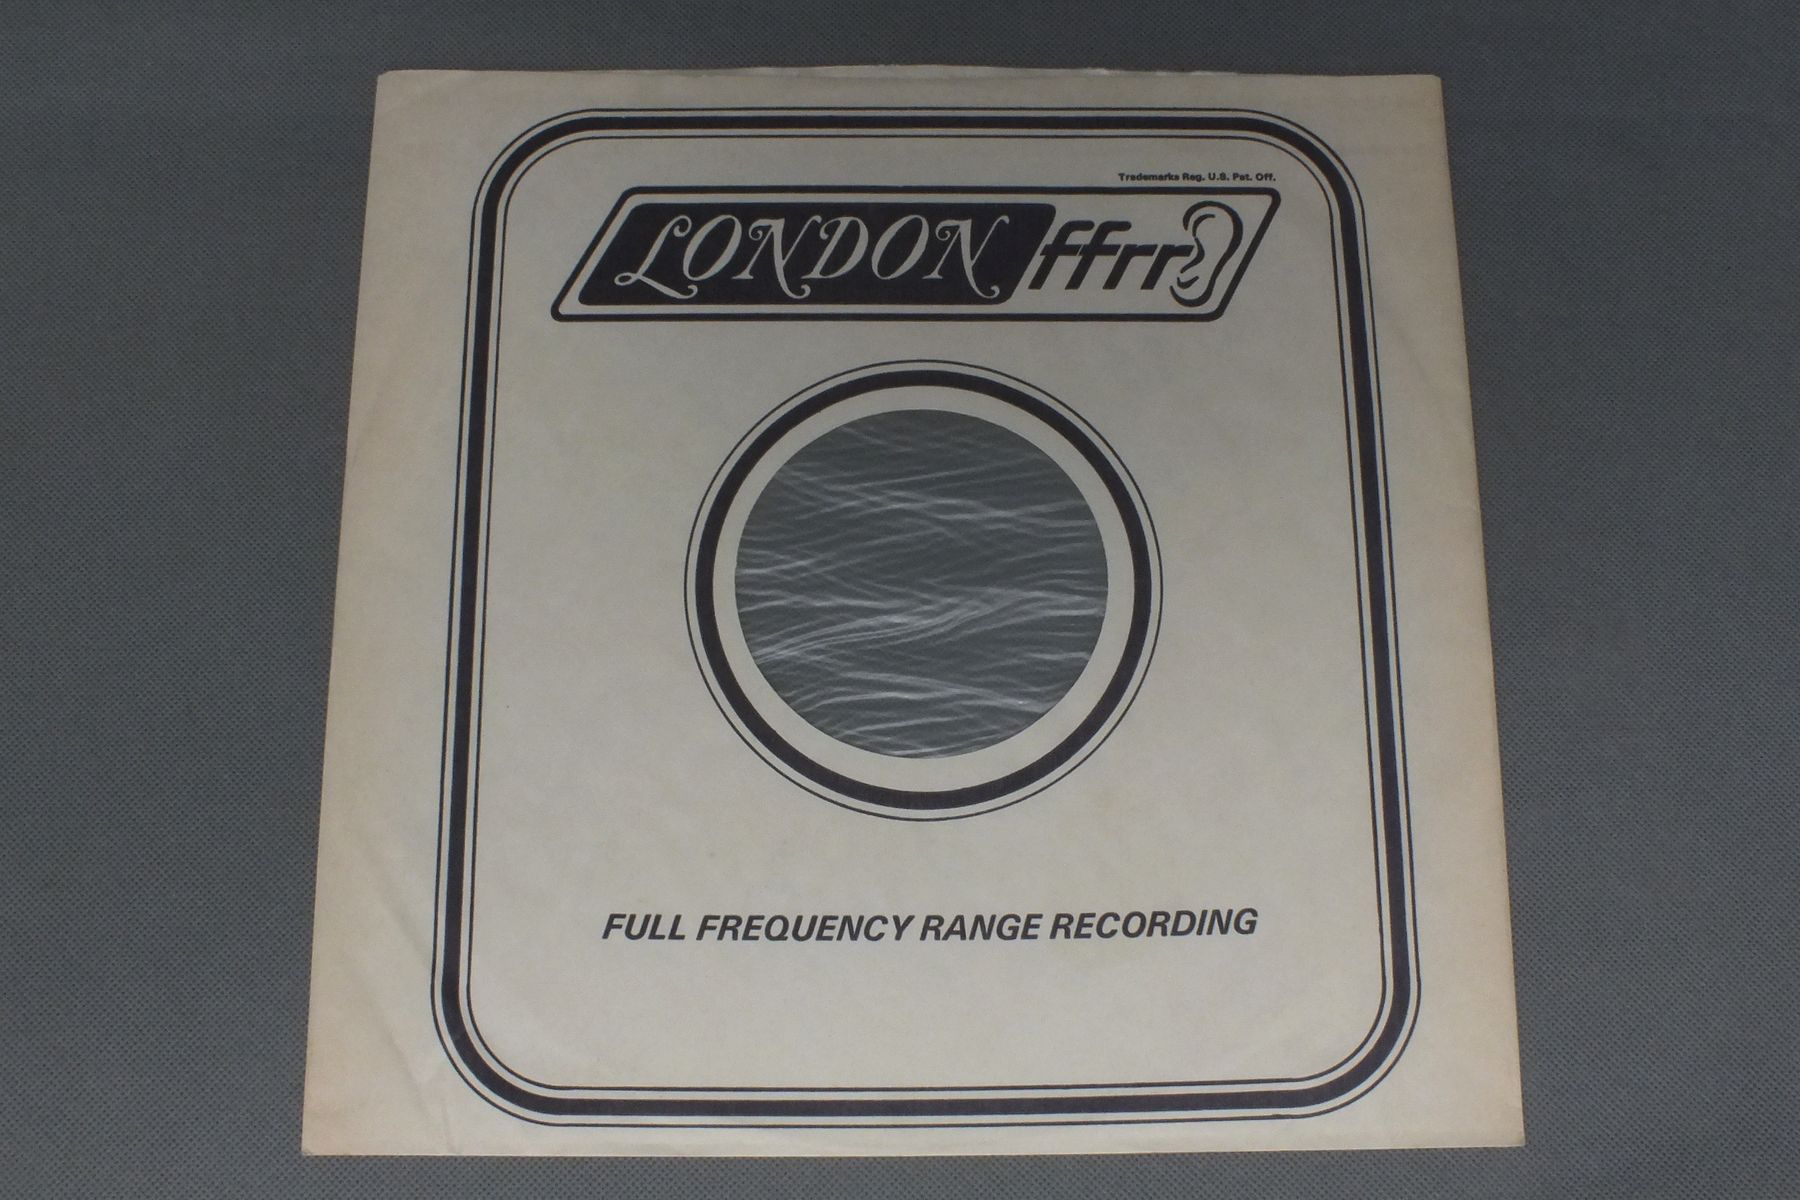 Trademarks Reg. U.S. Pat. Off.
LONDON ffrr
FULL FREQUENCY RANGE RECORDING